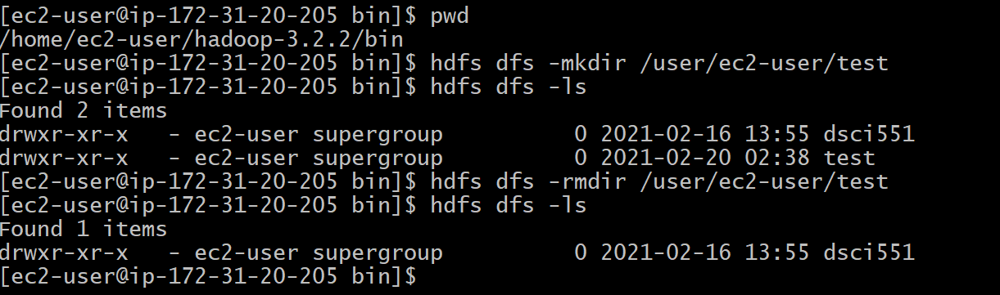 [ec2-user@ip-172-31-20-205 bin]$ pwd
/home/ec2-user/hadoop-3.2.2/bin
[ec2-user@ip-172-31-20-205 bin]$ hdfs dfs -mkdir /user/ec2-user/test
[ec2-user@ip-172-31-20-205 bin]$ hdfs dfs -ls
Found 2 items
drwxr-xr-x   - ec2-user supergroup          0 2021-02-16 13:55 dsci551
drwxr-xr-x   - ec2-user supergroup          0 2021-02-20 02:38 test
[ec2-user@ip-172-31-20-205 bin]$ hdfs dfs -rmdir /user/ec2-user/test
[ec2-user@ip-172-31-20-205 bin]$ hdfs dfs -ls
Found 1 items
drwxr-xr-x   - ec2-user supergroup          0 2021-02-16 13:55 dsci551
[ec2-user@ip-172-31-20-205 bin]$